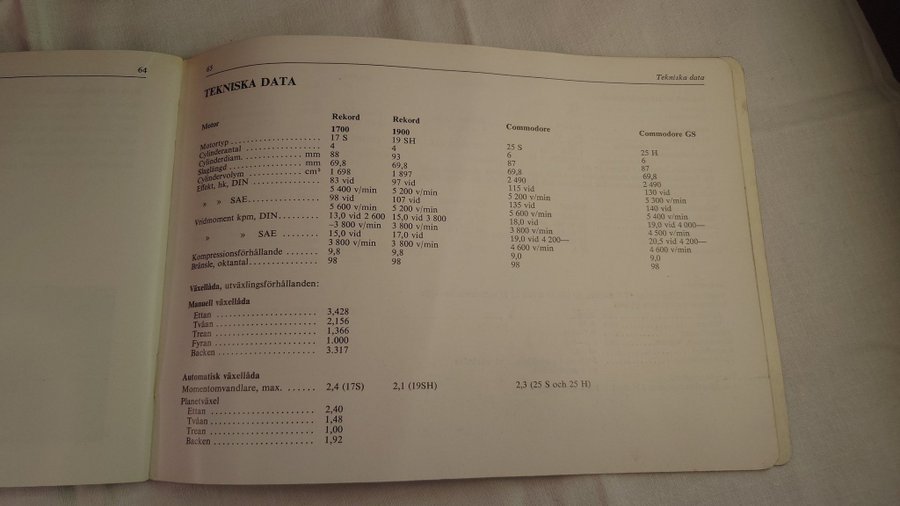 64
65
Tekniska data
TEKNISKA DATA
Motor Rekord 1700 Rekord 1900 Commodore Commodore GS
Motortyp 17 S 19 SH 25 S 25 H
Cylinderantal 4 4 6 6
Cylinderdiam. mm 88 93 87 87
Slaglängd mm 69,8 69,8 69,8 69,8
Cylindervolym cm³ 1 698 1 897 2 490 2 490
Effekt, hk, DIN 83 vid 97 vid 115 vid 130 vid
5 400 v/min 5 200 v/min 5 200 v/min 5 300 v/min
» » SAE 98 vid 107 vid 135 vid 140 vid
5 600 v/min 5 200 v/min 5 600 v/min 5 400 v/min
Vridmoment kpm, DIN 13,0 vid 2 600 15,0 vid 3 800 18,0 vid 19,0 vid 4 000—
–3 800 v/min 3 800 v/min 3 800 v/min 4 500 v/min
» » SAE 15,0 vid 17,0 vid 19,0 vid 4 200— 20,5 vid 4 200—
3 800 v/min 3 800 v/min 4 600 v/min 4 600 v/min
Kompressionsförhållande 9,8 9,8 9,0 9,0
Bränsle, oktantal 98 98 98 98
Växellåda, utväxlingsförhållanden:
Manuell växellåda
Ettan 3,428
Tvåan 2,156
Trean 1,366
Fyran 1.000
Backen 3.317
Automatisk växellåda
Momentomvandlare, max. 2,4 (17S) 2,1 (19SH) 2,3 (25 S och 25 H)
Planetväxel
Ettan 2,40
Tvåan 1,48
Trean 1,00
Backen 1,92